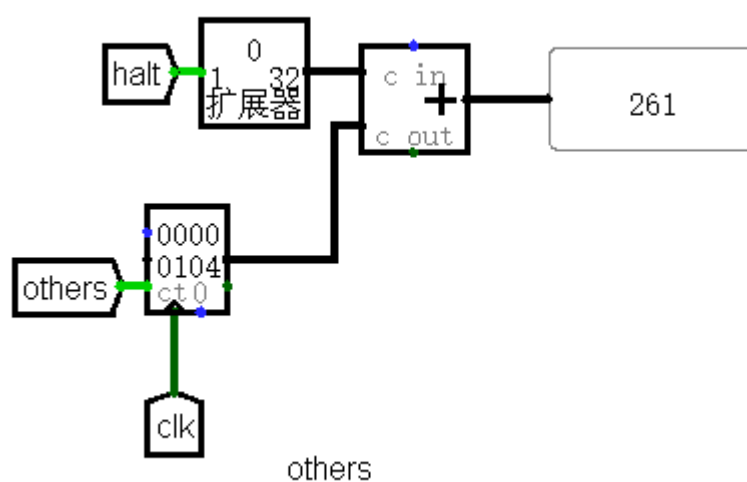 halt
0
1 32
扩展器
c in
+
c out
261
0000
0104
ct 0
others
clk
others